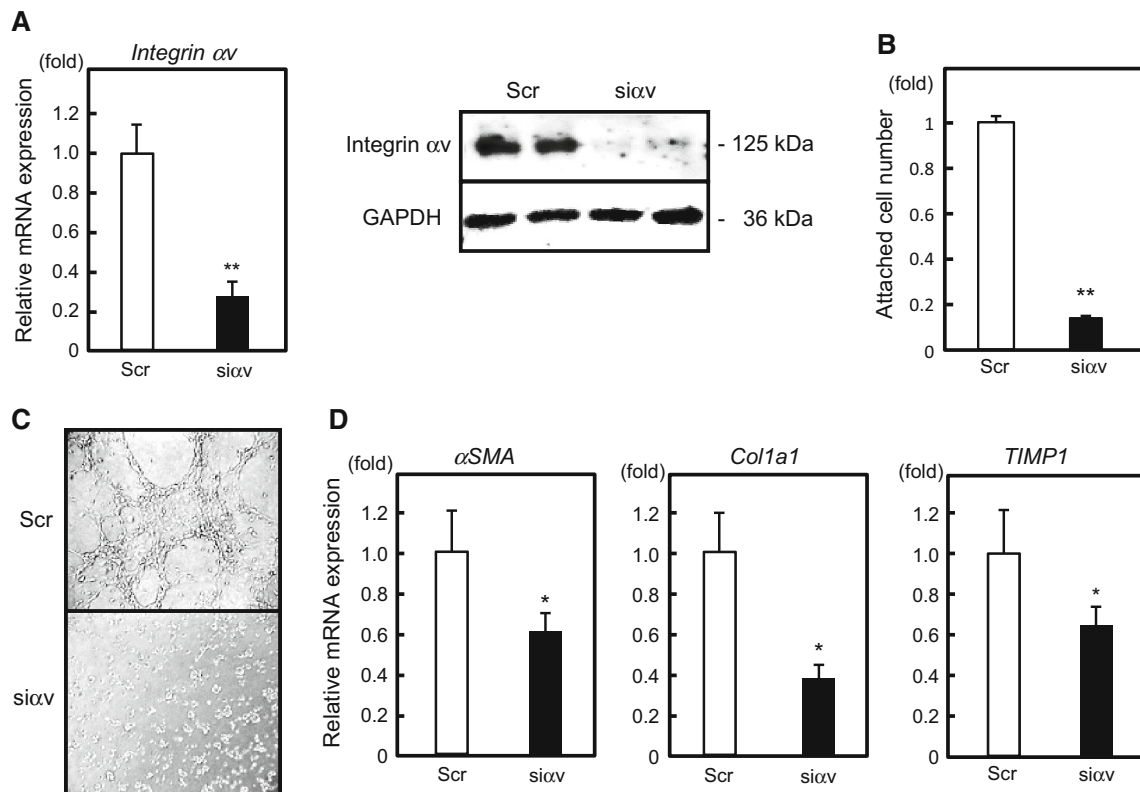 A
(fold)
Integrin αv
Relative mRNA expression
1.2
1.0
0.8
0.6
0.4
0.2
0
**
Scr
siαv
Scr
siαv
Integrin αv
- 125 kDa
GAPDH
- 36 kDa
B
(fold)
Attached cell number
1
0.8
0.6
0.4
0.2
0
**
Scr
siαv
C
Scr
siαv
D
(fold)
αSMA
Relative mRNA expression
1.2
1.0
0.8
0.6
0.4
0.2
0
*
Scr
siαv
(fold)
Col1a1
1.2
1.0
0.8
0.6
0.4
0.2
0
*
Scr
siαv
(fold)
TIMP1
1.2
1.0
0.8
0.6
0.4
0.2
0
*
Scr
siαv